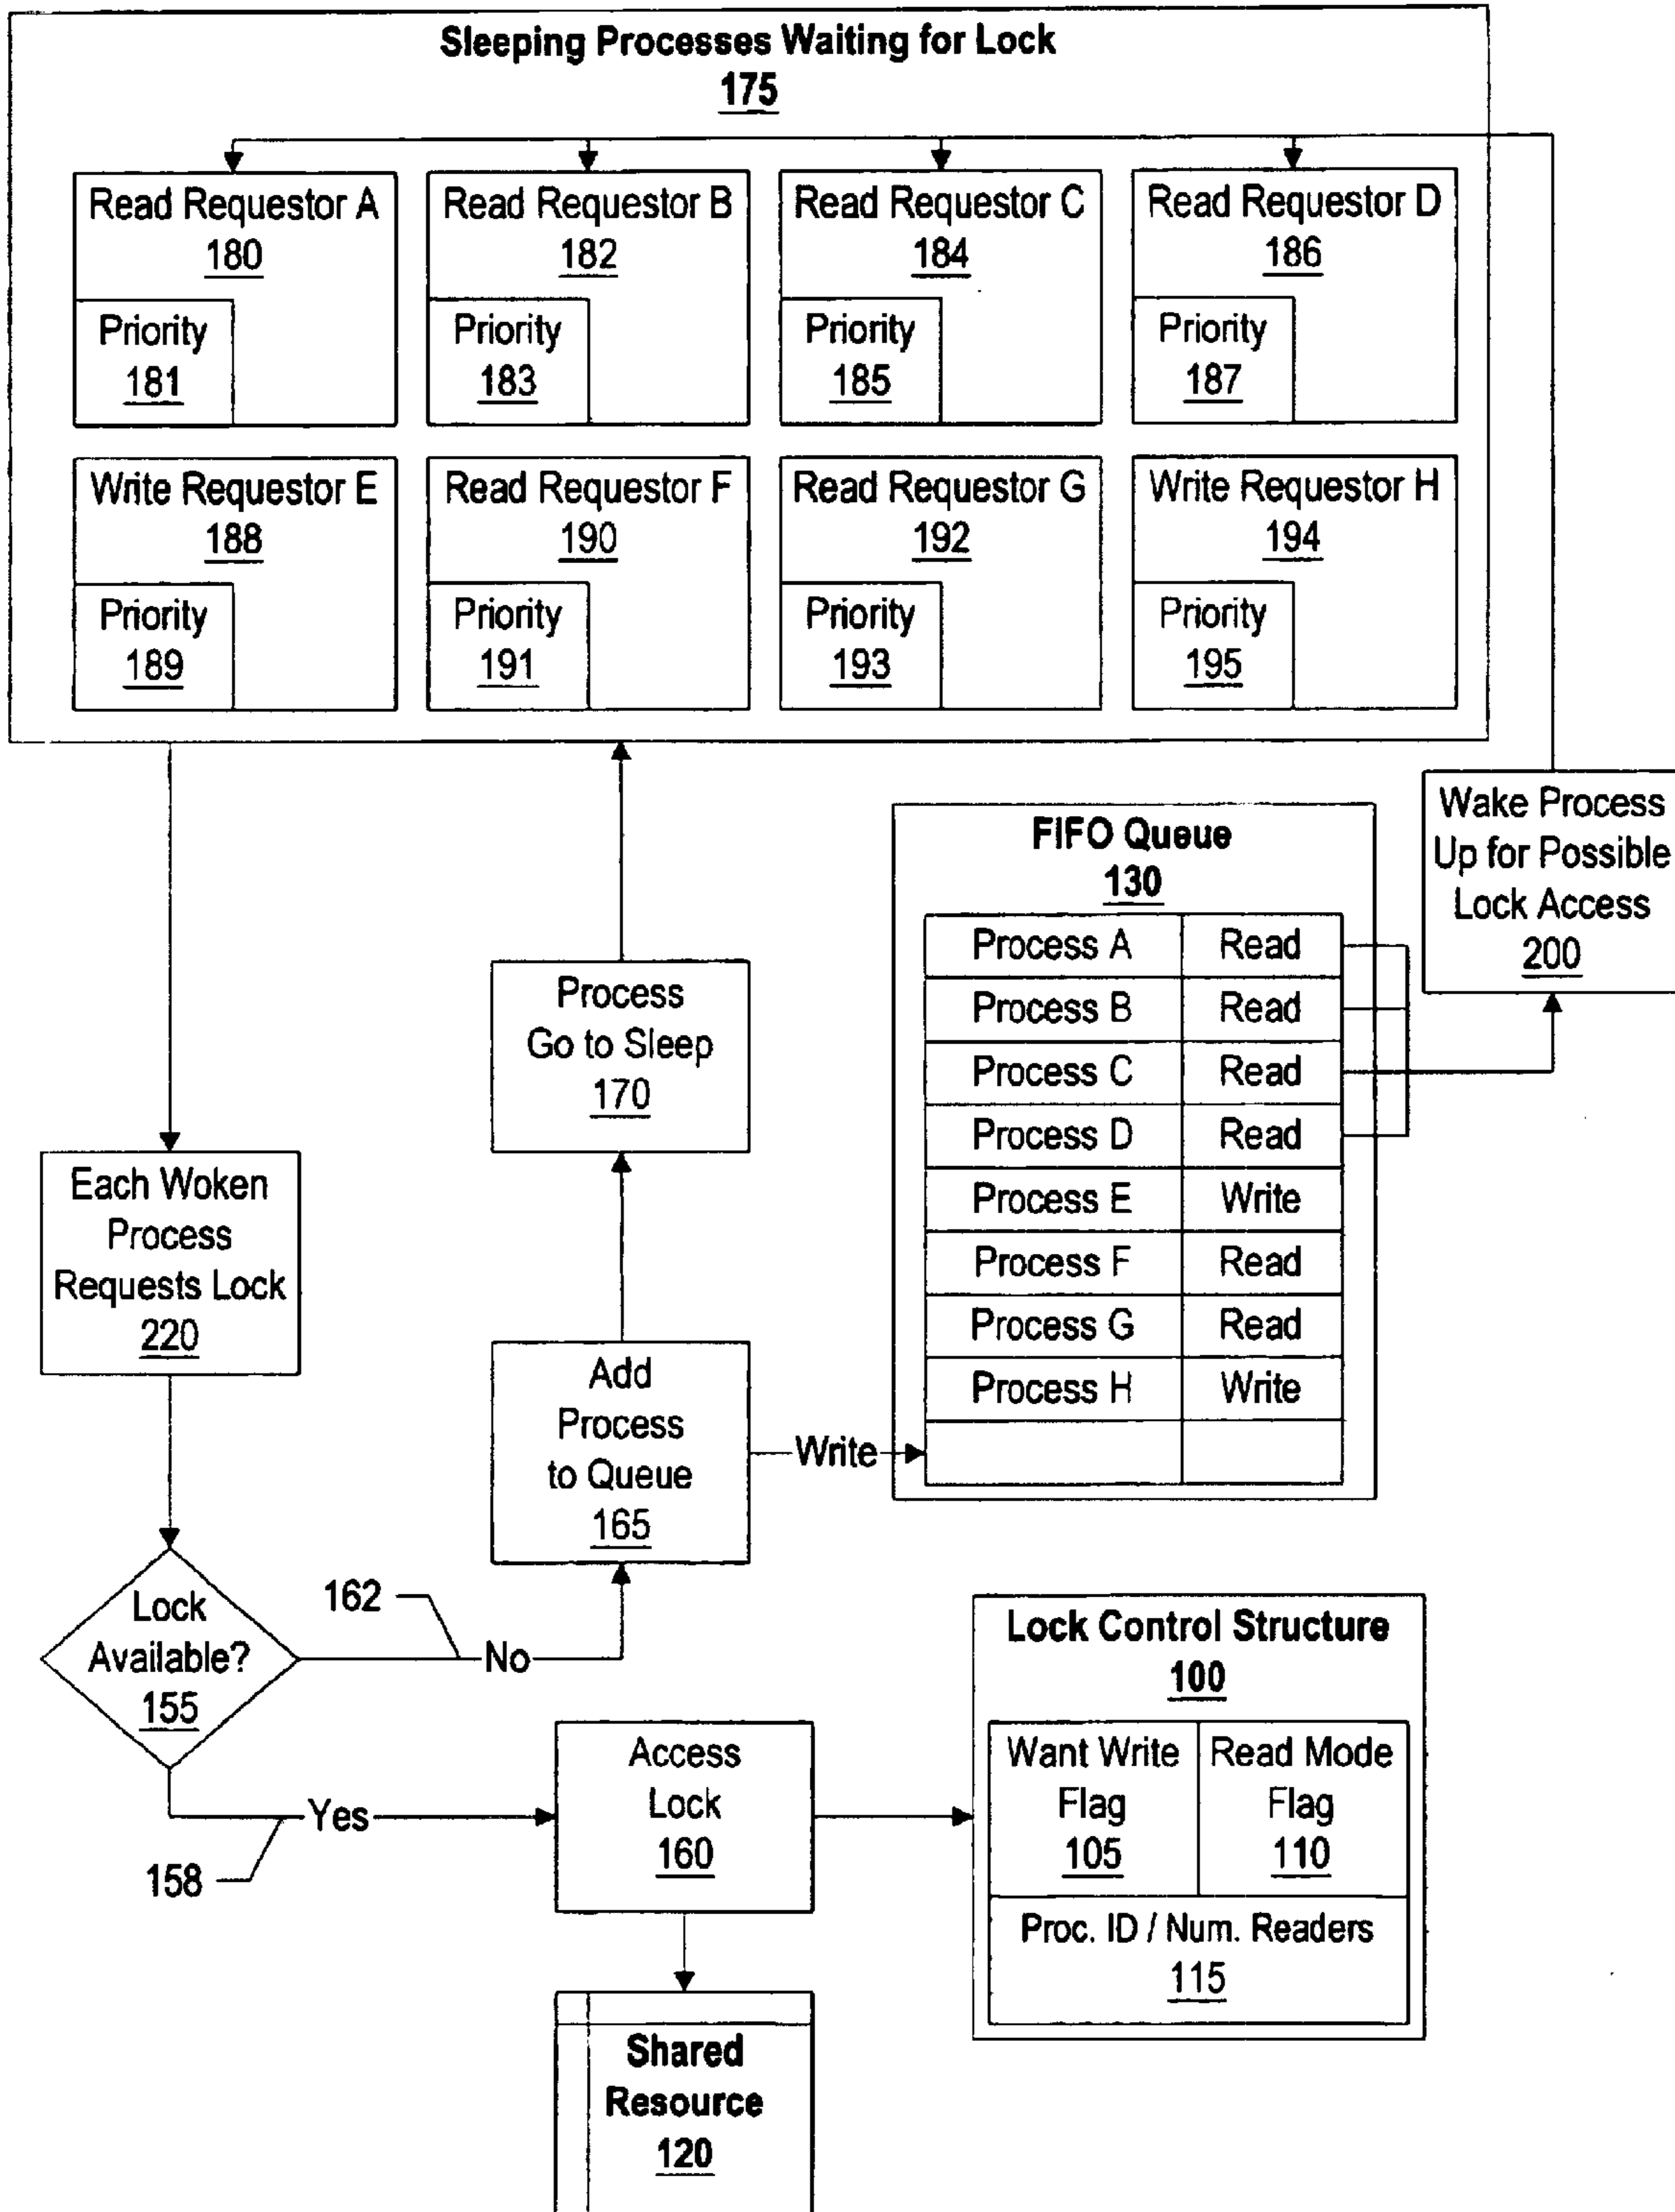 Sleeping Processes Waiting for Lock
175
Read Requestor A
180
Priority
181
Read Requestor B
182
Priority
183
Read Requestor C
184
Priority
185
Read Requestor D
186
Priority
187
Write Requestor E
188
Priority
189
Read Requestor F
190
Priority
191
Read Requestor G
192
Priority
193
Write Requestor H
194
Priority
195
Wake Process
Up for Possible
Lock Access
200
FIFO Queue
130
Process A Read
Process B Read
Process C Read
Process D Read
Process E Write
Process F Read
Process G Read
Process H Write
Process
Go to Sleep
170
Each Woken
Process
Requests Lock
220
Add
Process
to Queue
165
Write
Lock
Available?
155
162
No
Yes
158
Access
Lock
160
Lock Control Structure
100
Want Write
Flag
105
Read Mode
Flag
110
Proc. ID / Num. Readers
115
Shared
Resource
120